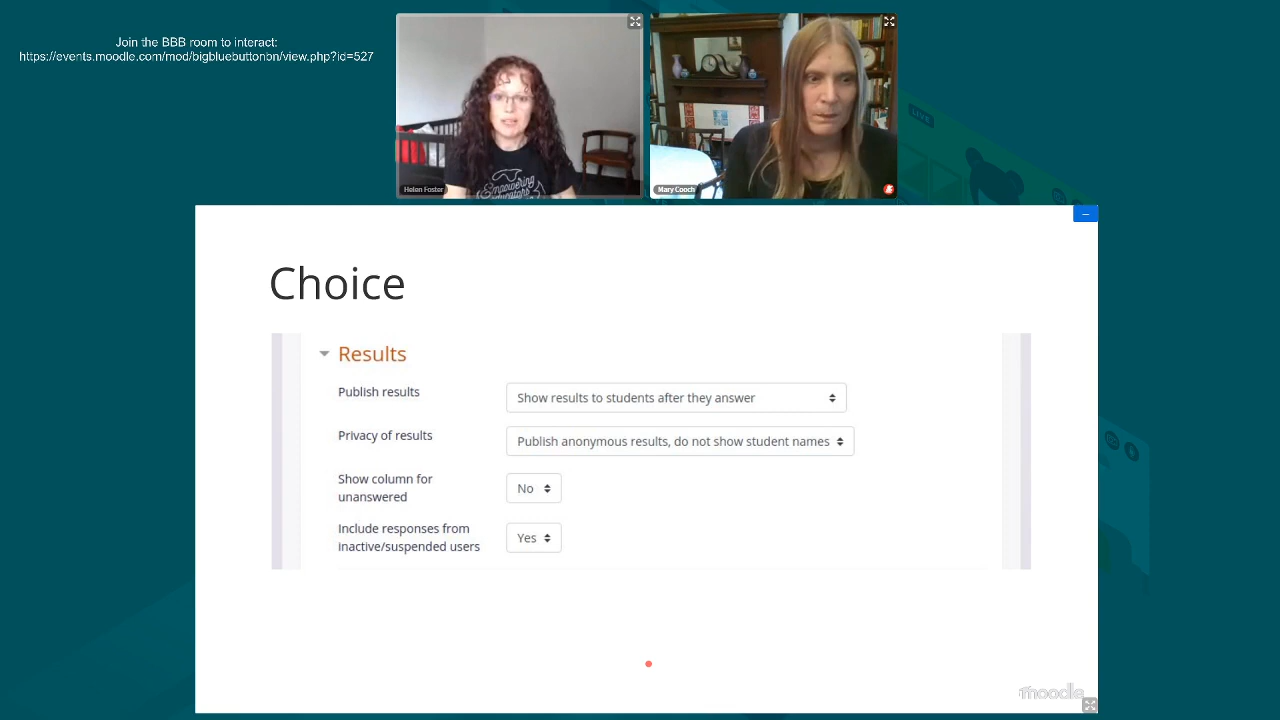 Join the BBB room to interact:
https://events.moodle.com/mod/bigbluebuttonbn/view.php?id=527
Helen Foster
Mary Cooch
LIVE
Choice
Results
Publish results
Show results to students after they answer
Privacy of results
Publish anonymous results, do not show student names
Show column for
unanswered
No
Include responses from
inactive/suspended users
Yes
moodle